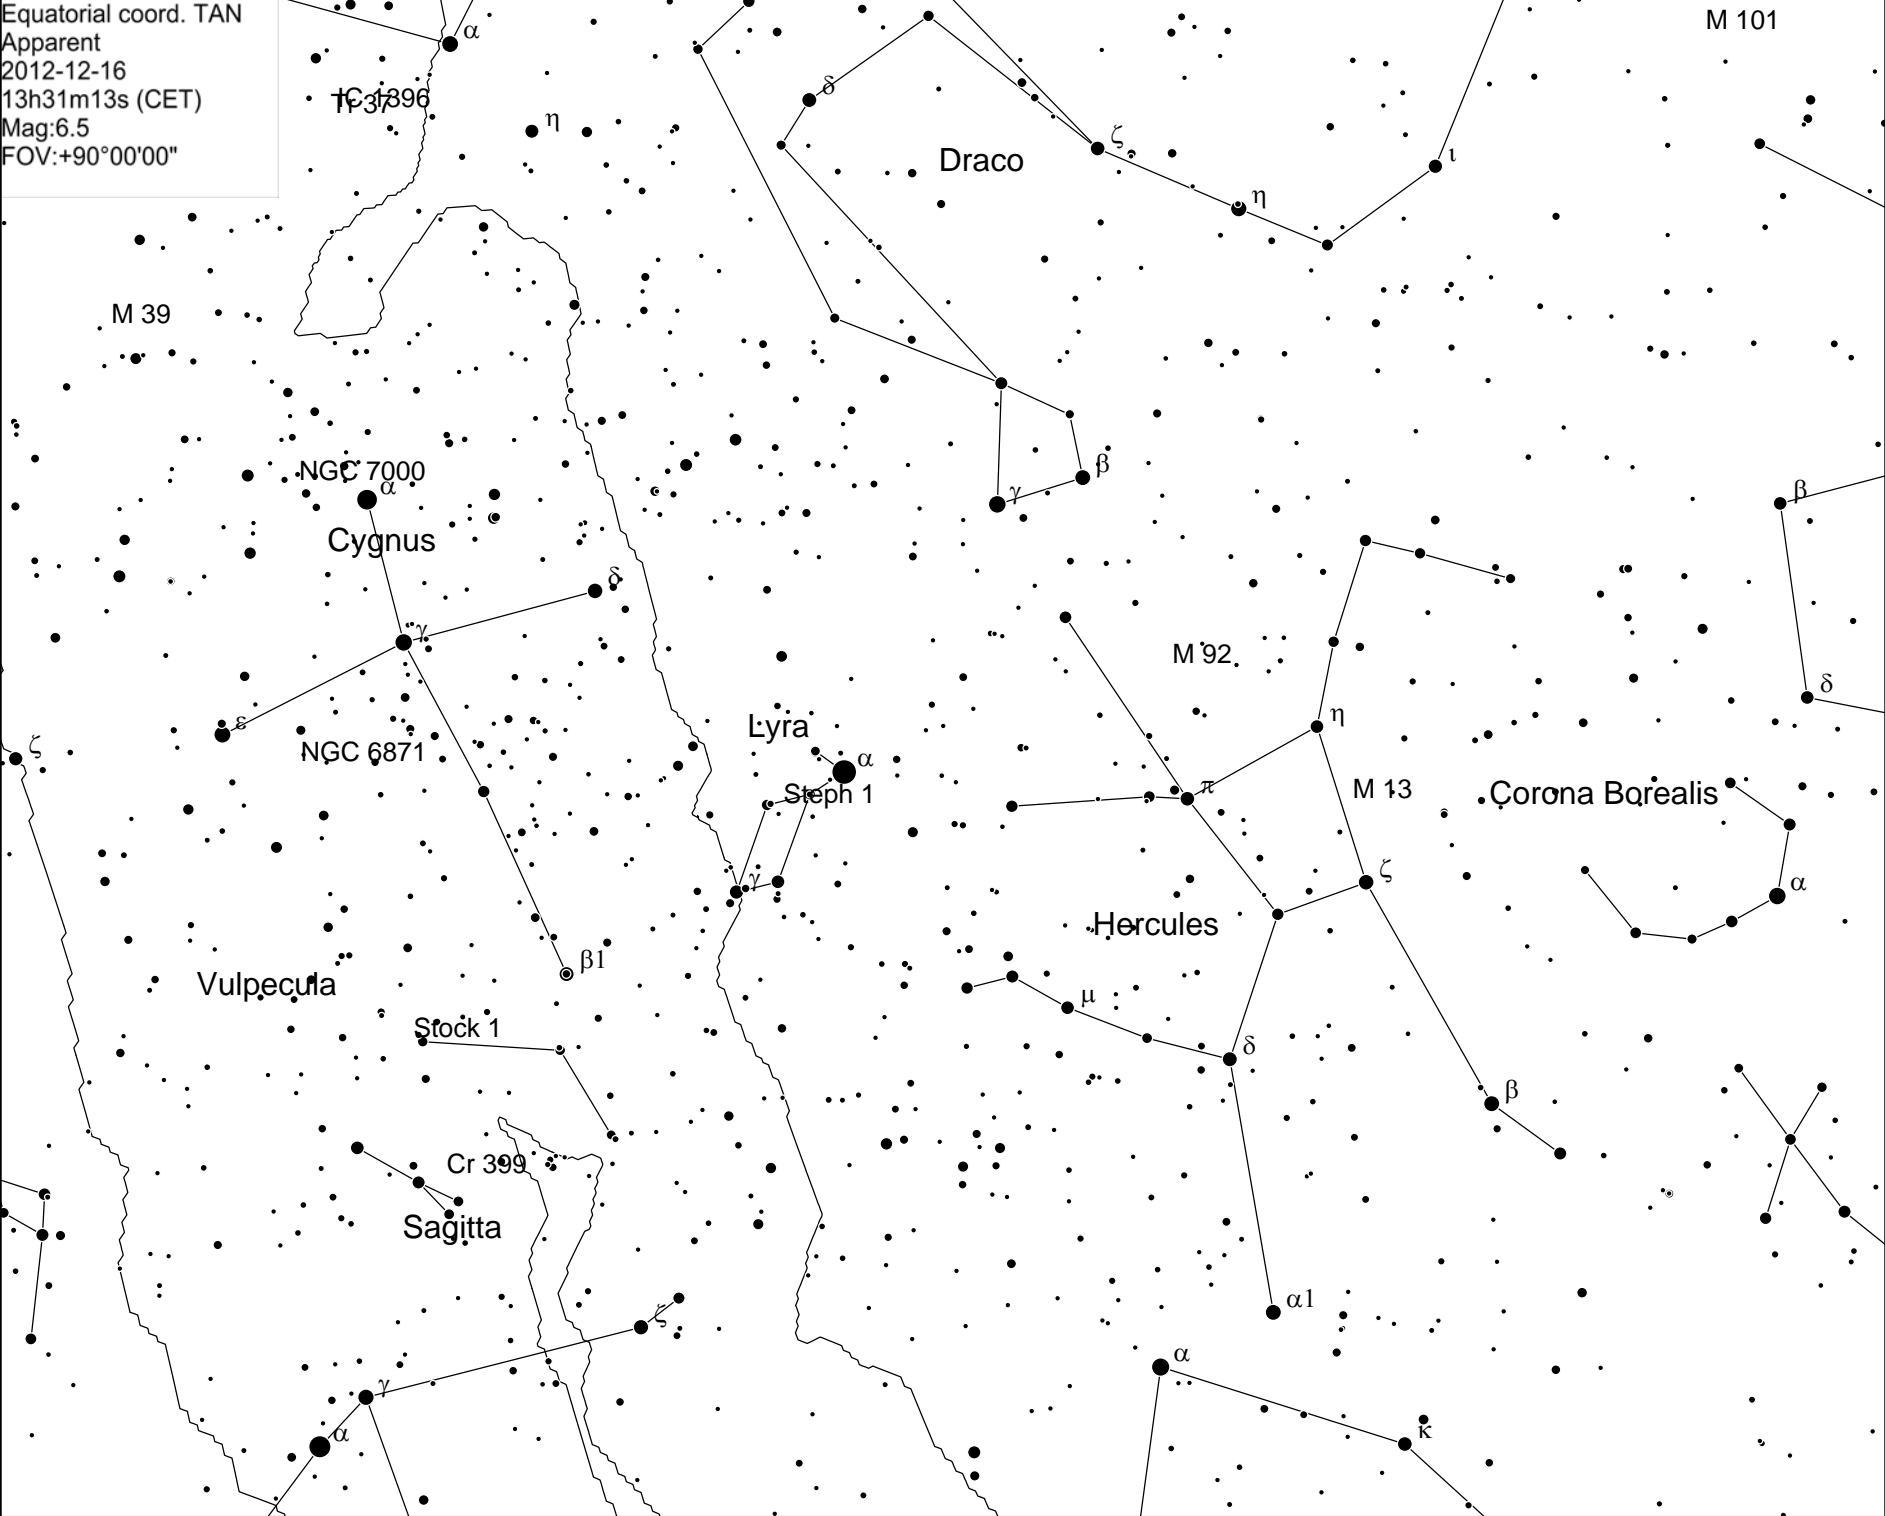 Equatorial coord. TAN
Apparent
2012-12-16
13h31m13s (CET)
Mag:6.5
FOV:+90°00'00"
α
M 101
IC 1396
Tr 37
δ
η
ζ
Draco
ι
η
M 39
β
NGC 7000
α
γ
β
Cygnus
δ
γ
M 92
δ
ε
η
Lyra
ζ
NGC 6871
α
π
M 13
Steph 1
Corona Borealis
γ
ζ
α
Hercules
β1
Vulpecula
μ
Stock 1
δ
β
Cr 399
Sagitta
α1
ζ
α
γ
κ
α